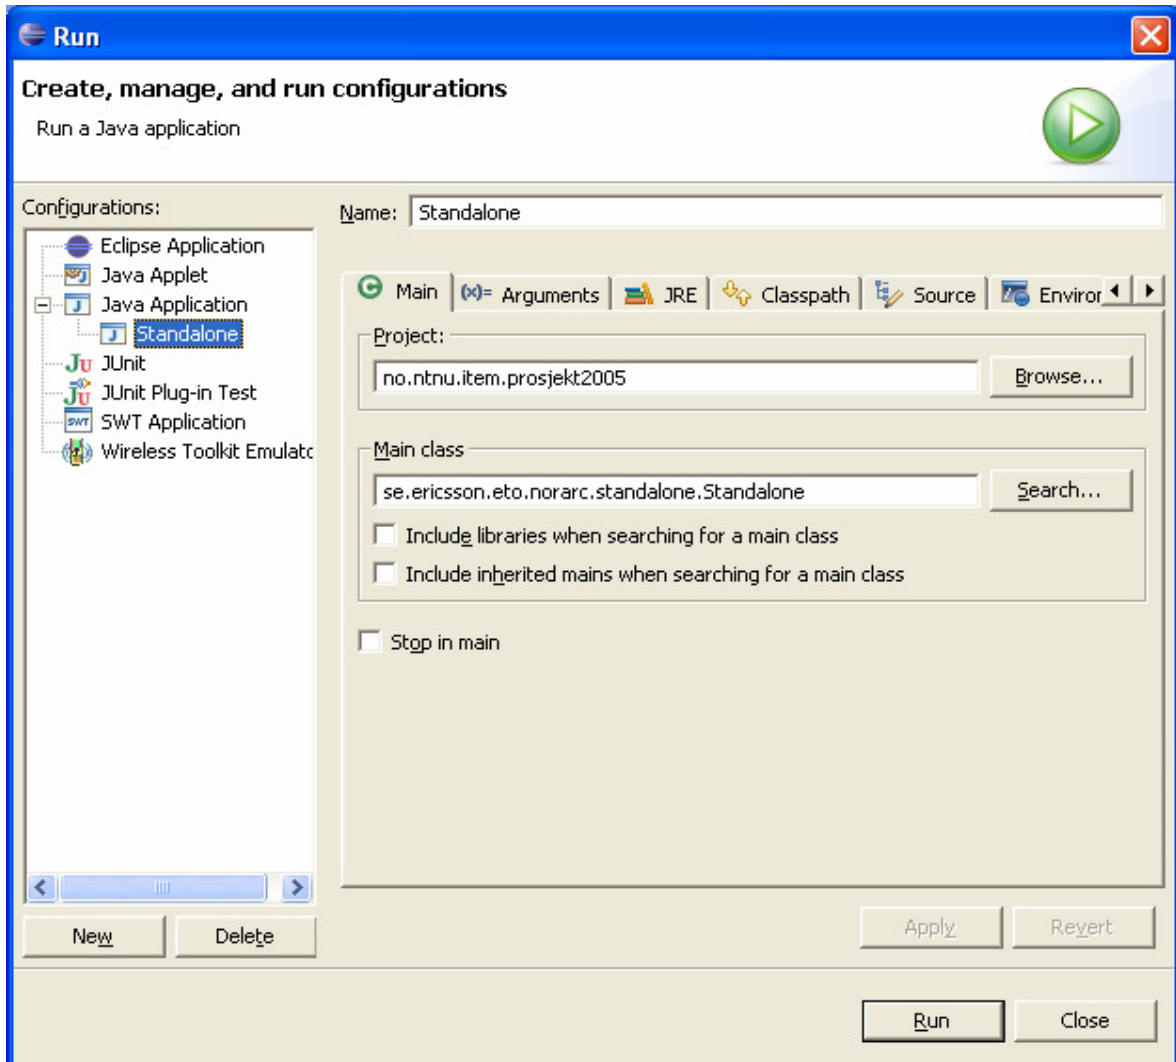 Run
Create, manage, and run configurations
Run a Java application
Configurations:
Eclipse Application
Java Applet
Java Application
Standalone
JUnit
JUnit Plug-in Test
SWT Application
Wireless Toolkit Emulatc
New
Delete
Name: Standalone
Main
(x)= Arguments
JRE
Classpath
Source
Enviror
Project:
no.ntnu.item.prosjekt2005
Browse...
Main class
se.ericsson.eto.norarc.standalone.Standalone
Search...
Include libraries when searching for a main class
Include inherited mains when searching for a main class
Stop in main
Apply
Revert
Run
Close